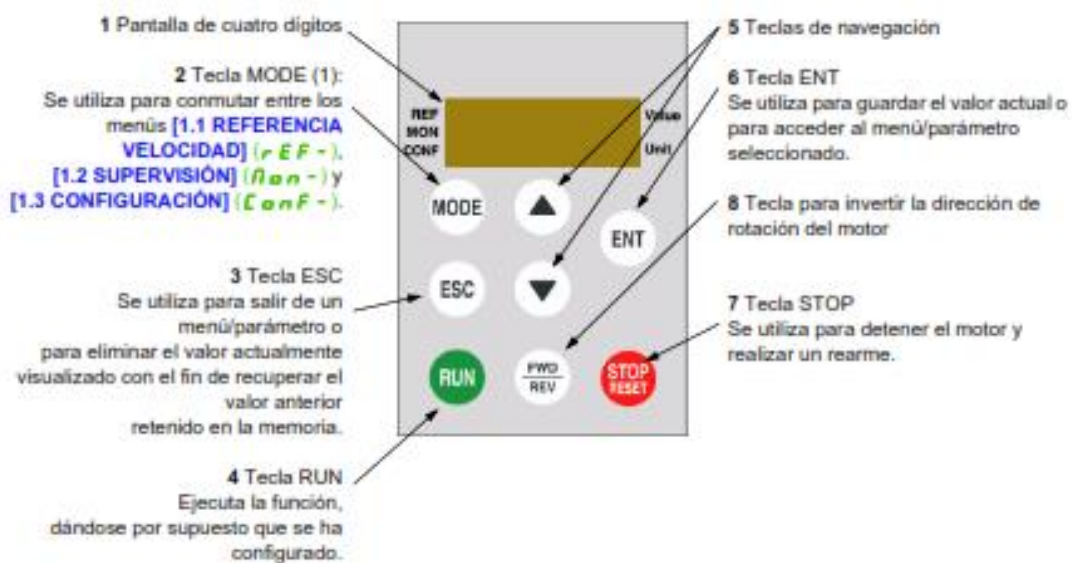 1 Pantalla de cuatro dígitos
2 Tecla MODE (1):
Se utiliza para conmutar entre los
menús [1.1 REFERENCIA
VELOCIDAD] (rEF-),
[1.2 SUPERVISIÓN] (Mon-) y
[1.3 CONFIGURACIÓN] (ConF-).
3 Tecla ESC
Se utiliza para salir de un
menú/parámetro o
para eliminar el valor actualmente
visualizado con el fin de recuperar el
valor anterior
retenido en la memoria.
4 Tecla RUN
Ejecuta la función,
dándose por supuesto que se ha
configurado.
REF
MON
CONF
Value
Unit
MODE
ENT
ESC
RUN
FWD
REV
STOP
RESET
5 Teclas de navegación
6 Tecla ENT
Se utiliza para guardar el valor actual o
para acceder al menú/parámetro
seleccionado.
8 Tecla para invertir la dirección de
rotación del motor
7 Tecla STOP
Se utiliza para detener el motor y
realizar un rearme.